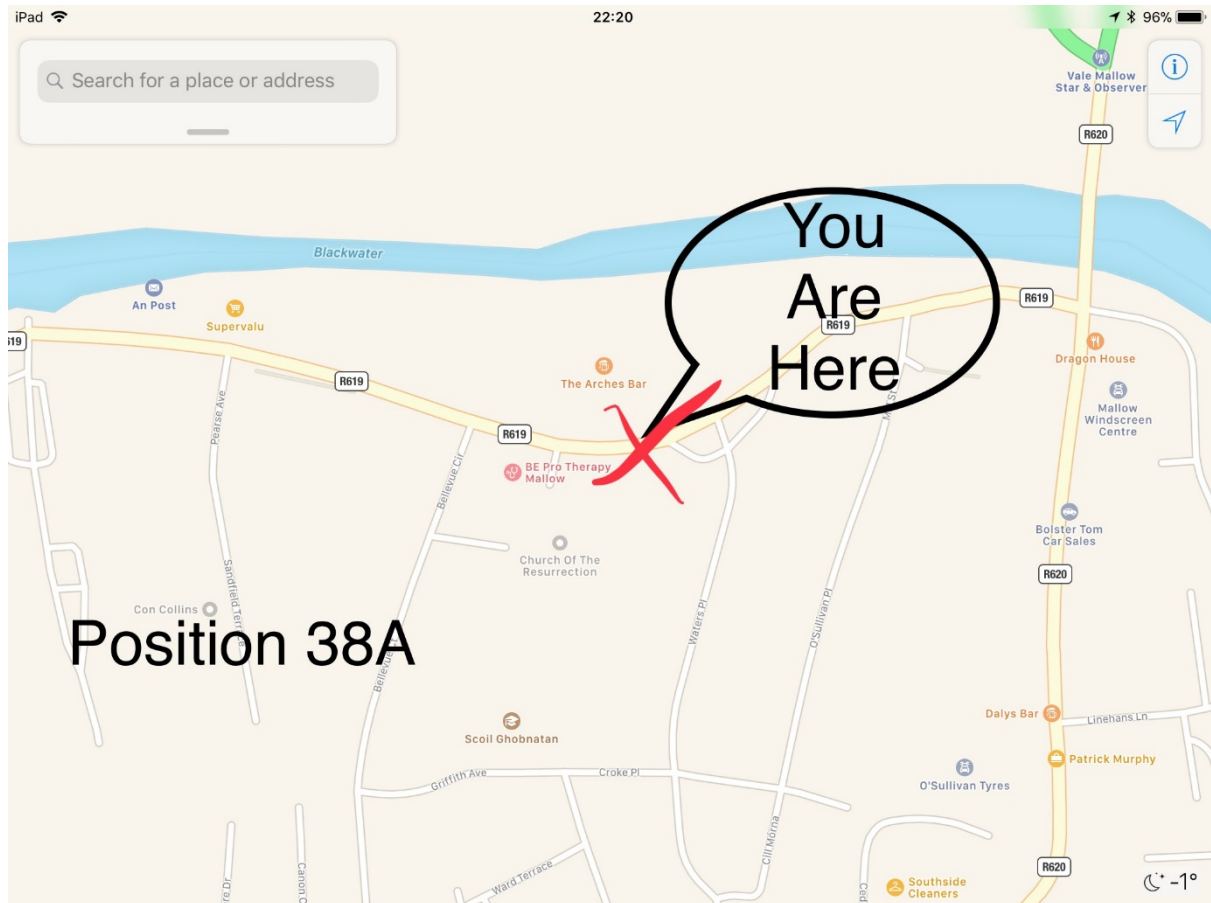 iPad
22:20
96%
Search for a place or address
Vale Mallow
Star & Observer
R620
You
Are
Here
Blackwater
An Post
Supervalu
R619
R619
Dragon House
The Arches Bar
R619
Mallow
Windscreen
Centre
Pearse Ave
R619
BE Pro Therapy
Mallow
Bellevue Cir
Bolster Tom
Car Sales
Church Of The
Resurrection
R620
Sandfield Terrace
Con Collins
Waters Pl
O'Sullivan Pl
Position 38A
Dalys Bar
Linehans Ln
Scoil Ghobnatan
Patrick Murphy
Griffith Ave
Croke Pl
O'Sullivan Tyres
Cill Morna
Ward Terrace
R620
Southside
Cleaners
-1°